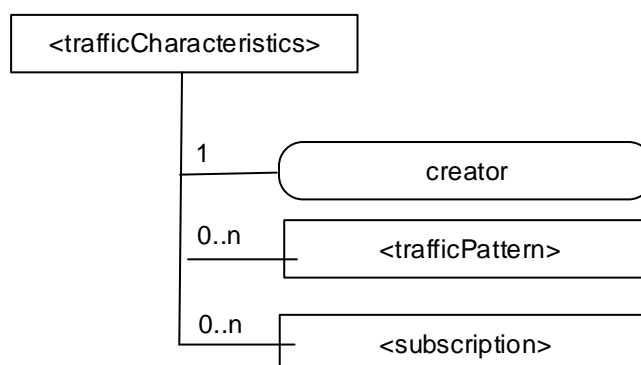 <trafficCharacteristics>
1
creator
0..n
<trafficPattern>
0..n
<subscription>